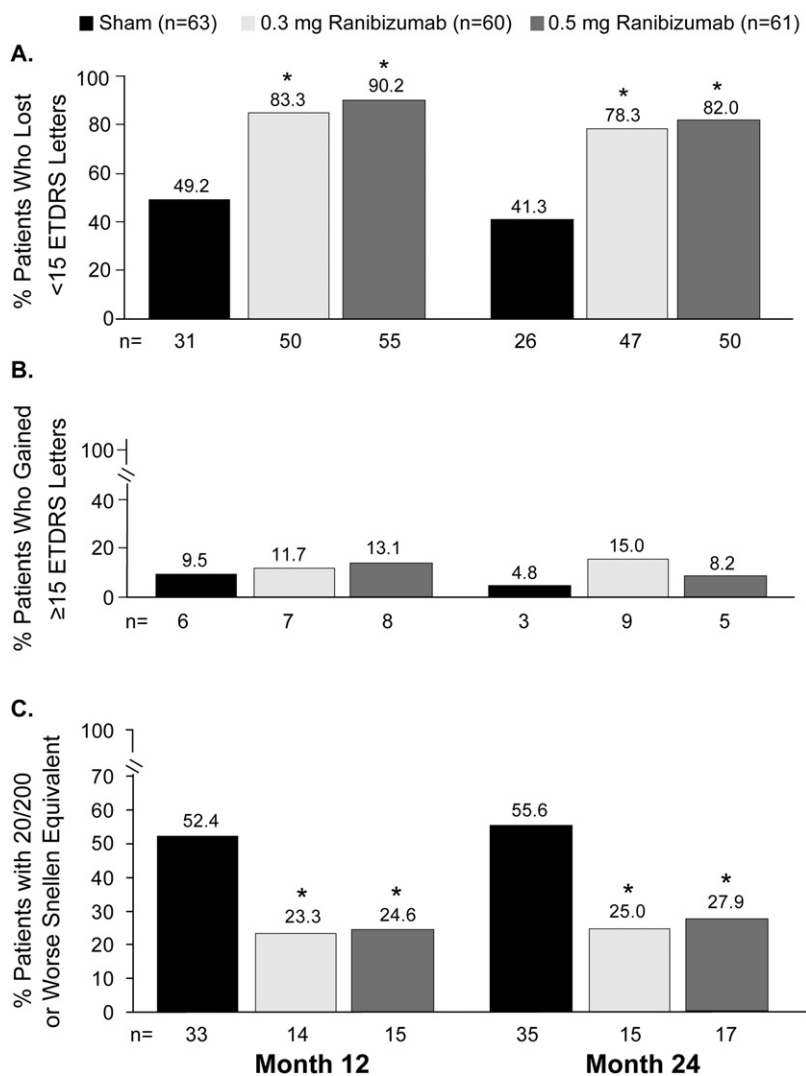 Sham (n=63) 0.3 mg Ranibizumab (n=60) 0.5 mg Ranibizumab (n=61)
A.
% Patients Who Lost
<15 ETDRS Letters
100
80
60
40
20
0
49.2
*
83.3
*
90.2
41.3
*
78.3
*
82.0
n= 31 50 55 26 47 50
B.
% Patients Who Gained
≥15 ETDRS Letters
100
40
20
0
9.5 11.7 13.1 4.8 15.0 8.2
n= 6 7 8 3 9 5
C.
% Patients with 20/200
or Worse Snellen Equivalent
100
70
60
50
40
30
20
10
0
52.4
*
23.3
*
24.6
55.6
*
25.0
*
27.9
n= 33 14 15 35 15 17
Month 12 Month 24